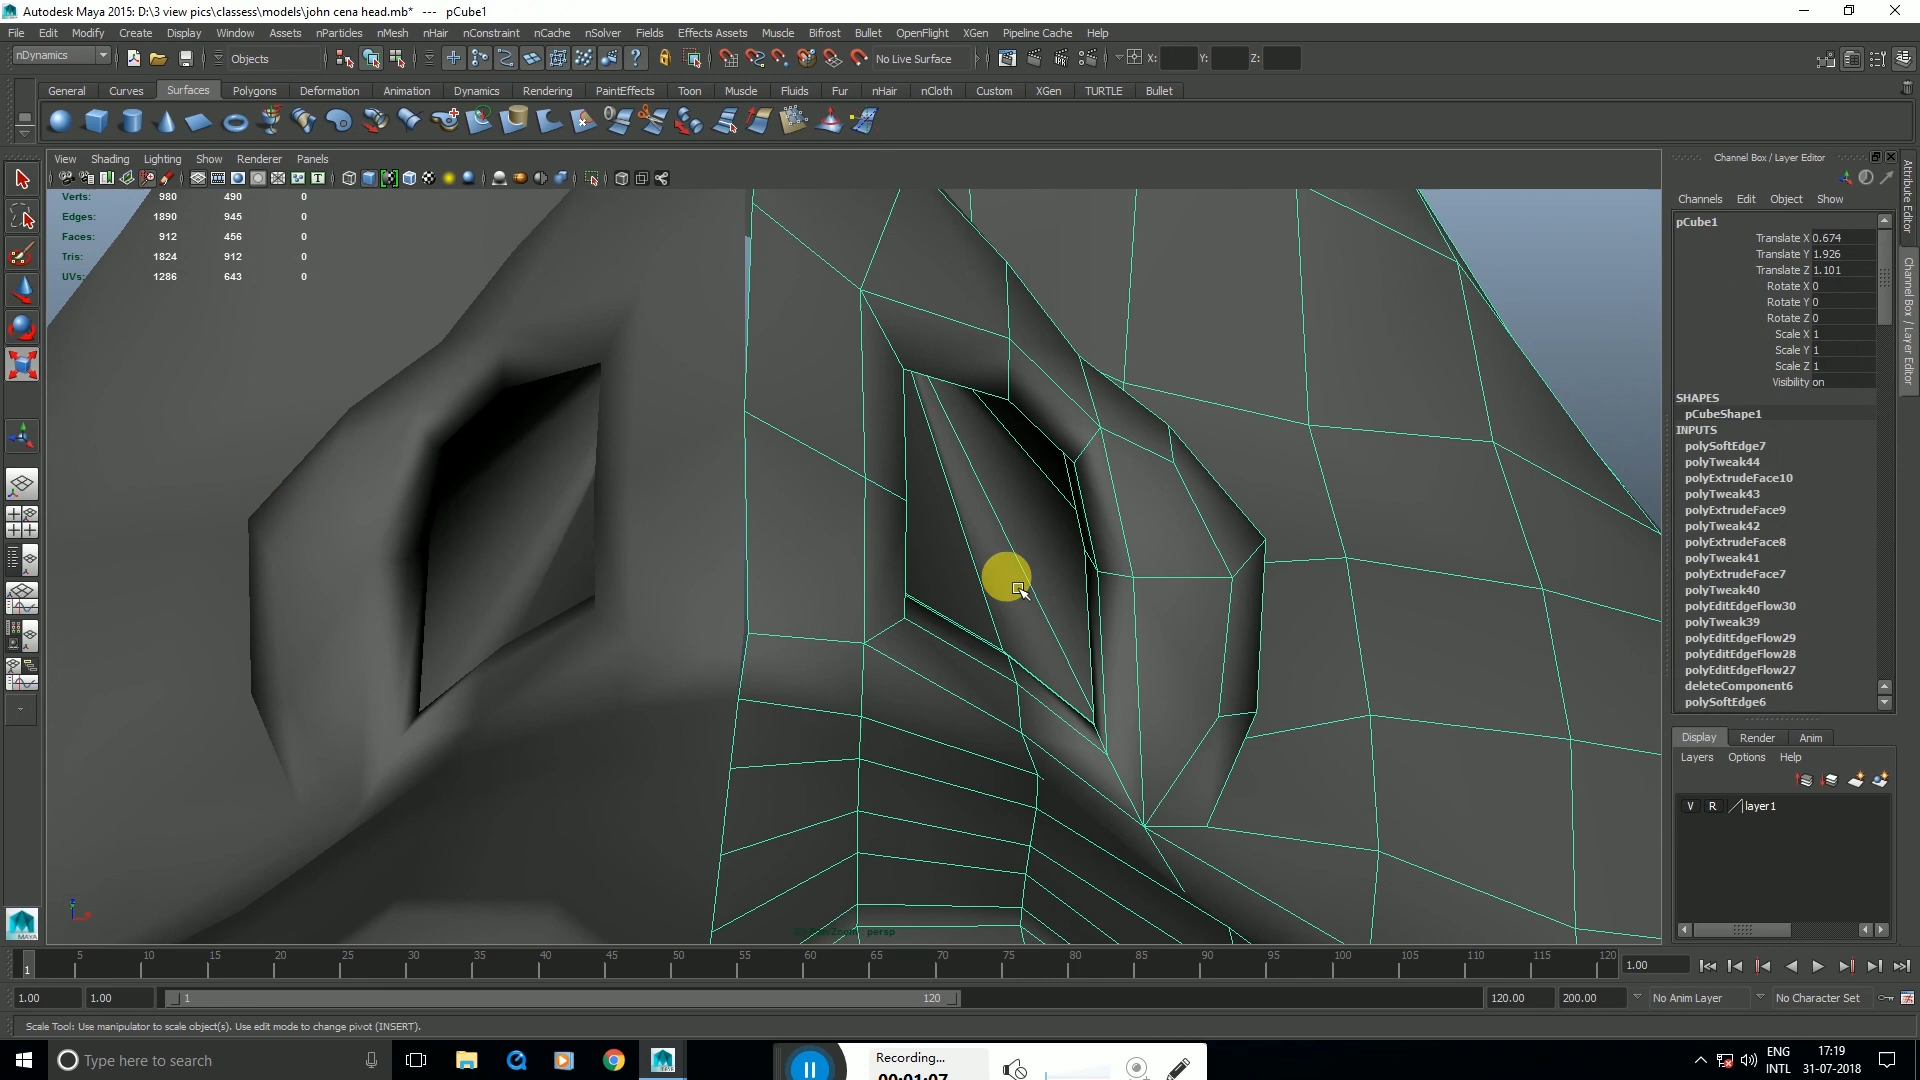 Autodesk Maya 2015: D:\3 view pics\classess\models\john cena head.mb* --- pCube1
File Edit Modify Create Display Window Assets nParticles nMesh nHair nConstraint nCache nSolver Fields Effects Assets Muscle Bifrost Bullet OpenFlight XGen Pipeline Cache Help
nDynamics Objects No Live Surface X: Y: Z:
General Curves Surfaces Polygons Deformation Animation Dynamics Rendering PaintEffects Toon Muscle Fluids Fur nHair nCloth Custom XGen TURTLE Bullet
View Shading Lighting Show Renderer Panels
Channel Box / Layer Editor
Channels Edit Object Show
Attribute Editor
Channel Box / Layer Editor
Verts: 980 490 0
Edges: 1890 945 0
Faces: 912 456 0
Tris: 1824 912 0
UVs: 1286 643 0
pCube1
Translate X 0.674
Translate Y 1.926
Translate Z 1.101
Rotate X 0
Rotate Y 0
Rotate Z 0
Scale X 1
Scale Y 1
Scale Z 1
Visibility on
SHAPES
pCubeShape1
INPUTS
polySoftEdge7
polyTweak44
polyExtrudeFace10
polyTweak43
polyExtrudeFace9
polyTweak42
polyExtrudeFace8
polyTweak41
polyExtrudeFace7
polyTweak40
polyEditEdgeFlow30
polyTweak39
polyEditEdgeFlow29
polyEditEdgeFlow28
polyEditEdgeFlow27
deleteComponent6
polySoftEdge6
Display Render Anim
Layers Options Help
V R layer1
persp
MAYA
1 5 10 15 20 25 30 35 40 45 50 55 60 65 70 75 80 85 90 95 100 105 110 115 120 1.00
1.00 1.00 1 120 120.00 200.00 No Anim Layer No Character Set
Scale Tool: Use manipulator to scale object(s). Use edit mode to change pivot (INSERT).
Type here to search
Recording...
00:01:07
ENG
INTL
17:19
31-07-2018